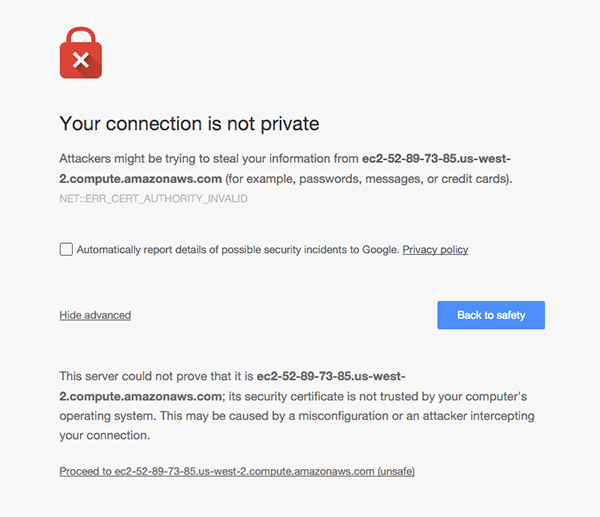 Your connection is not private
Attackers might be trying to steal your information from ec2-52-89-73-85.us-west-
2.compute.amazonaws.com (for example, passwords, messages, or credit cards).
NET::ERR_CERT_AUTHORITY_INVALID
Automatically report details of possible security incidents to Google. Privacy policy
Hide advanced
Back to safety
This server could not prove that it is ec2-52-89-73-85.us-west-
2.compute.amazonaws.com; its security certificate is not trusted by your computer's
operating system. This may be caused by a misconfiguration or an attacker intercepting
your connection.
Proceed to ec2-52-89-73-85.us-west-2.compute.amazonaws.com (unsafe)